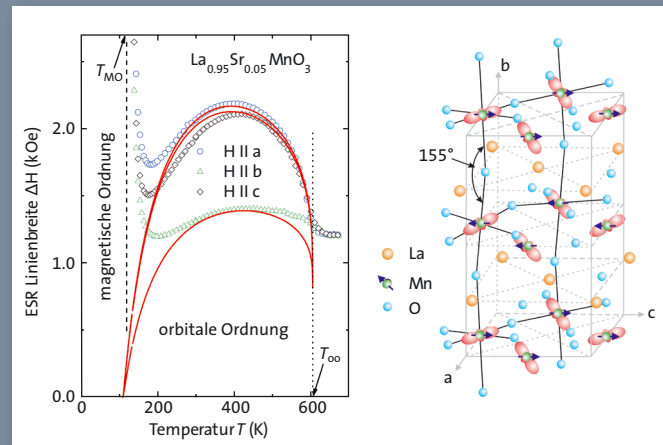 T_MO
La₀.₉₅Sr₀.₀₅MnO₃
ESR Linienbreite ΔH (kOe)
magnetische Ordnung
2.0
1.0
0.0
H II a
H II b
H II c
orbitale Ordnung
T_OO
0
200
400
600
Temperatur T (K)
b
155°
La
Mn
O
c
a